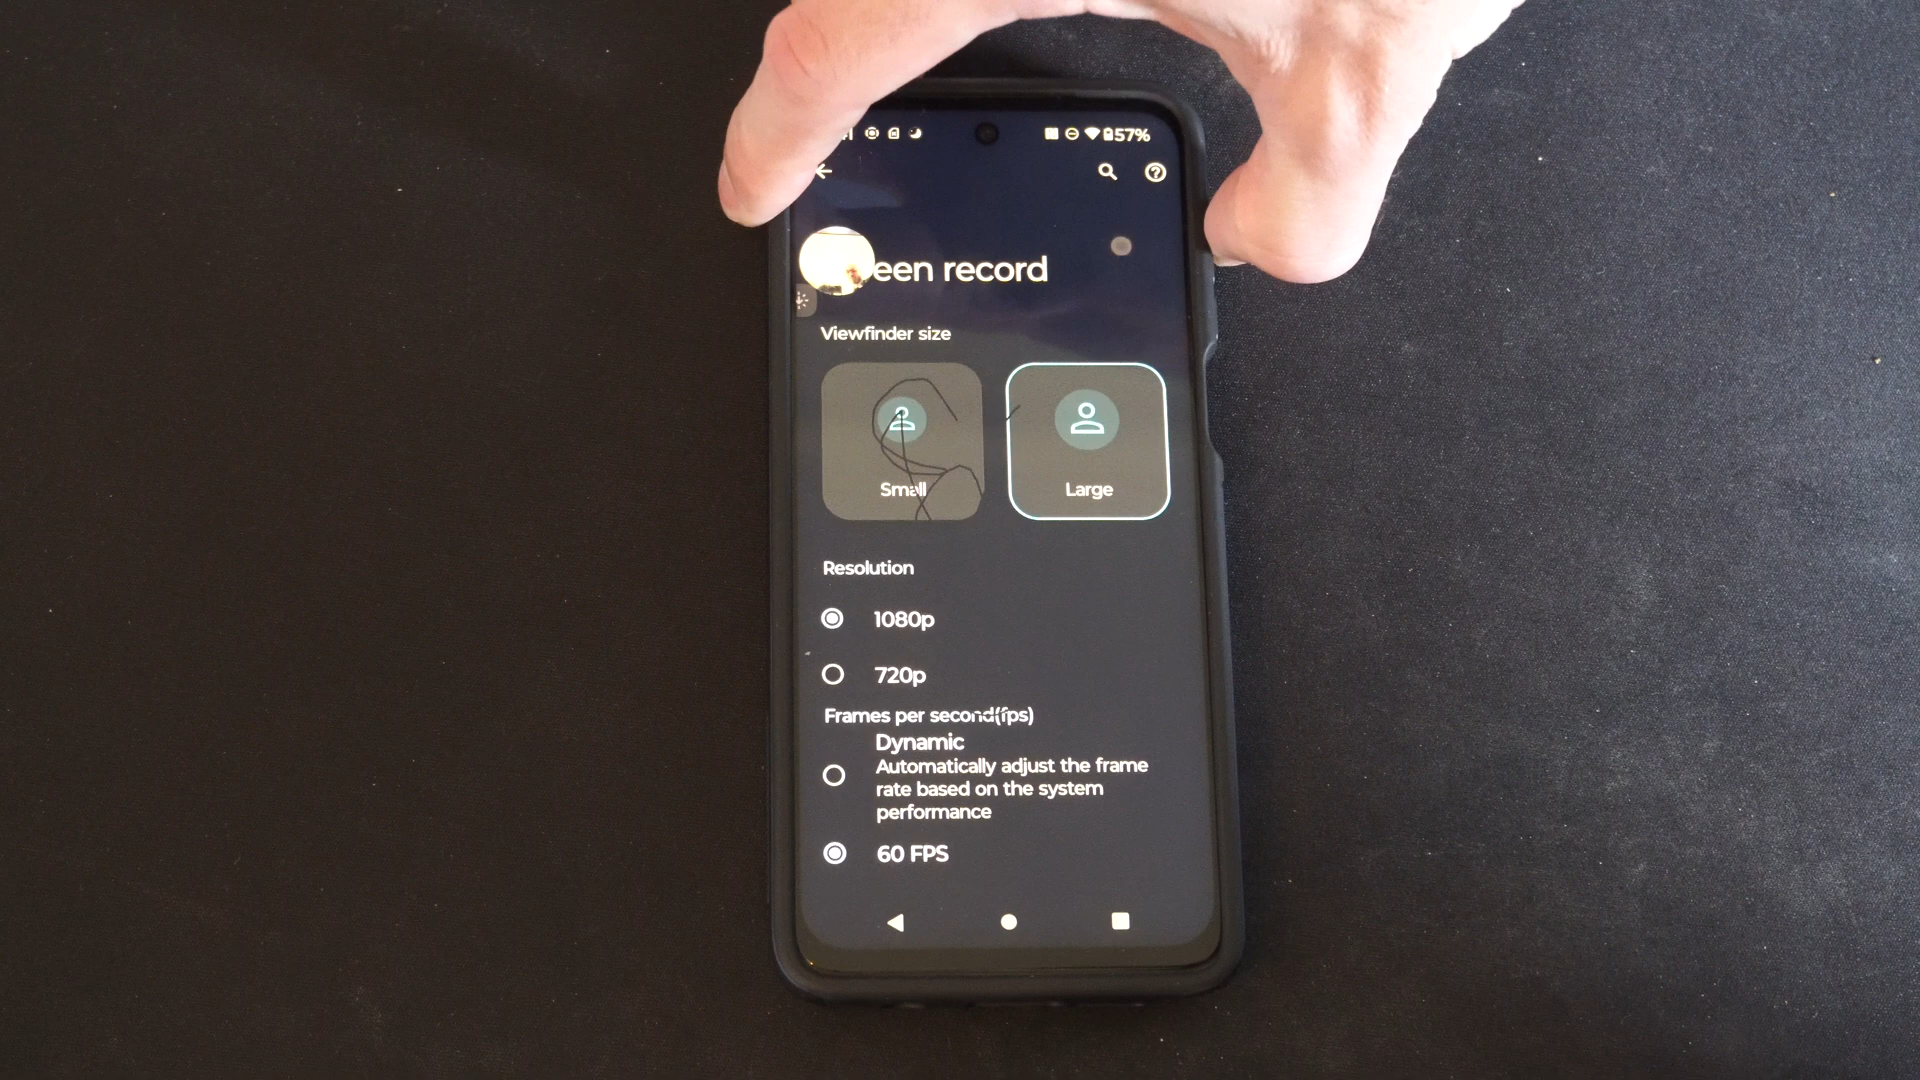 57%
een record
Viewfinder size
Small
Large
Resolution
1080p
720p
Frames per second(fps)
Dynamic
Automatically adjust the frame
rate based on the system
performance
60 FPS